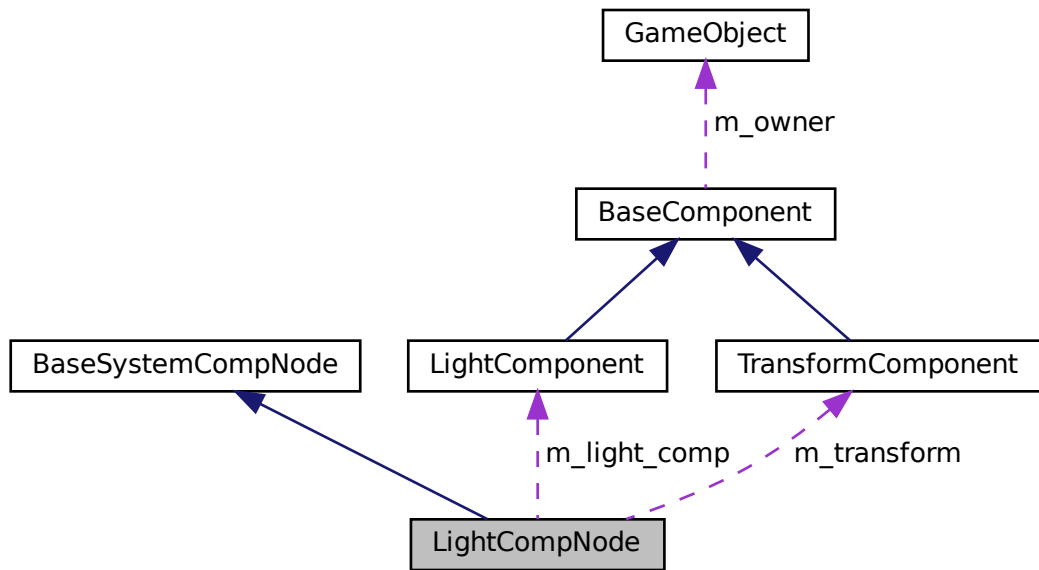 GameObject
m_owner
BaseComponent
BaseSystemCompNode
LightComponent
TransformComponent
m_light_comp
m_transform
LightCompNode